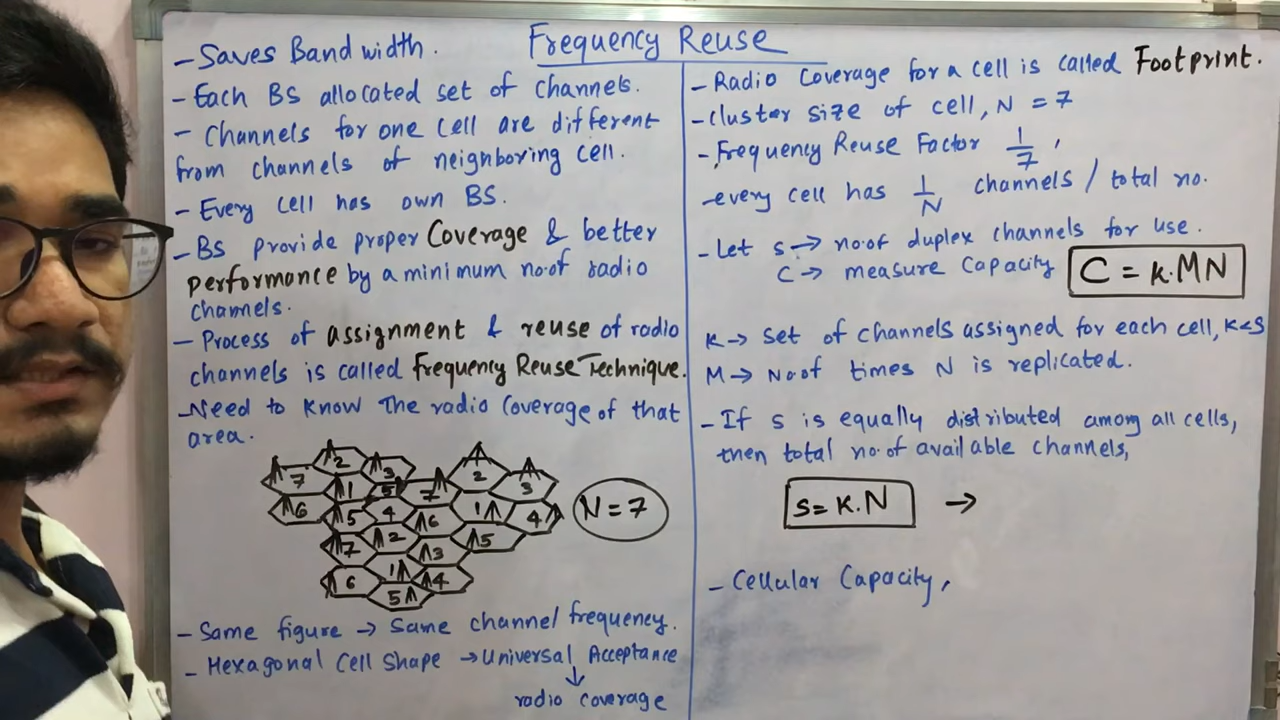 Frequency Reuse
- Saves Band width.
- Each BS allocated set of channels.
- Channels for one cell are different
from channels of neighboring cell.
- Every cell has own BS.
- BS provide proper Coverage & better
performance by a minimum no.of radio
channels.
- Process of assignment & reuse of radio
channels is called Frequency Reuse Technique.
- Need to know The radio coverage of that
area.
2
7 3
1 5
6 5 4
7 2
6 1
5 4
7 2 3
6 1 4
3 5
N = 7
- Same figure → Same channel frequency.
- Hexagonal Cell Shape → Universal Acceptance
↓
radio coverage
- Radio Coverage for a cell is called Footprint.
- cluster size of cell, N = 7
- Frequency Reuse Factor 1/7,
- every cell has 1/N channels / total no.
- Let s → no.of duplex channels for use.
C → measure Capacity C = k.MN
K → Set of channels assigned for each cell, K<S
M → No.of times N is replicated.
- If s is equally distributed among all cells,
then total no.of available channels,
S = K.N →
- Cellular Capacity,